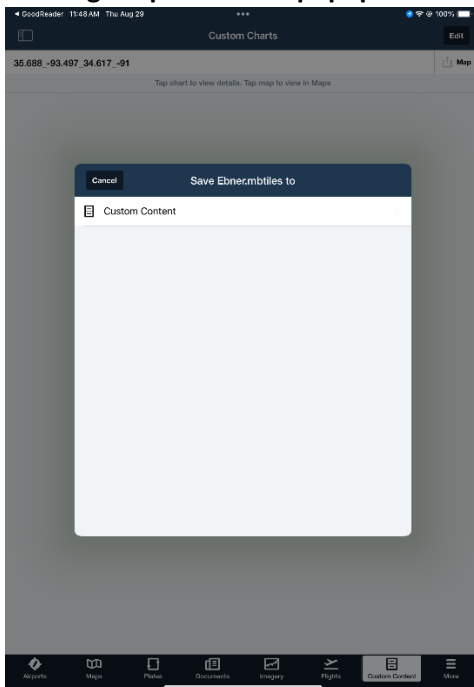 GoodReader 11:48 AM Thu Aug 29 100%
Custom Charts Edit
35.688_-93.497_34.617_-91 Map
Tap chart to view details. Tap map to view in Maps
Cancel Save Ebner.mbtiles to
Custom Content
Airports Maps Plates Documents Imagery Flights Custom Content More